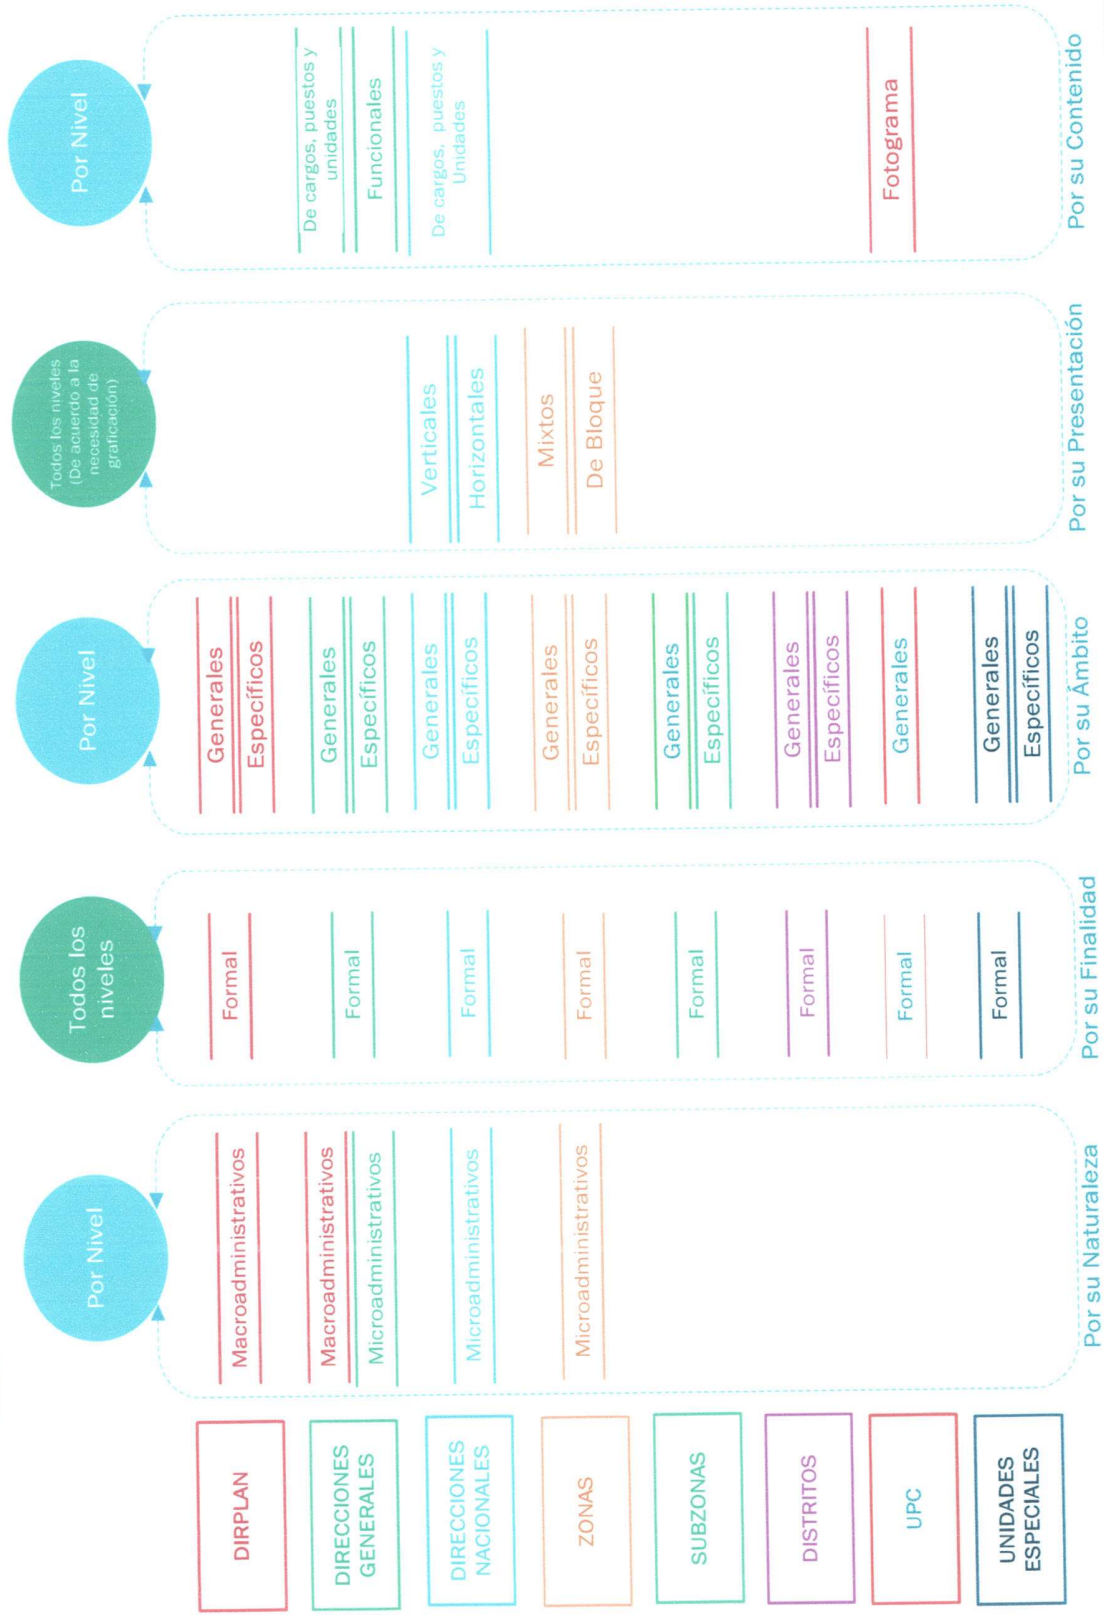 Por Nivel
Todos los
niveles
Por Nivel
Todos los niveles
(De acuerdo a la
necesidad de
graficación)
Por Nivel
DIRPLAN
Macroadministrativos
Formal
Generales
Específicos
DIRECCIONES
GENERALES
Macroadministrativos
Microadministrativos
Formal
Generales
Específicos
De cargos, puestos y
unidades
Funcionales
DIRECCIONES
NACIONALES
Microadministrativos
Formal
Generales
Específicos
Verticales
Horizontales
De cargos, puestos y
Unidades
ZONAS
Microadministrativos
Formal
Generales
Específicos
Mixtos
De Bloque
SUBZONAS
Formal
Generales
Específicos
DISTRITOS
Formal
Generales
Específicos
UPC
Formal
Generales
Fotograma
UNIDADES
ESPECIALES
Formal
Generales
Específicos
Por su Naturaleza
Por su Finalidad
Por su Ámbito
Por su Presentación
Por su Contenido